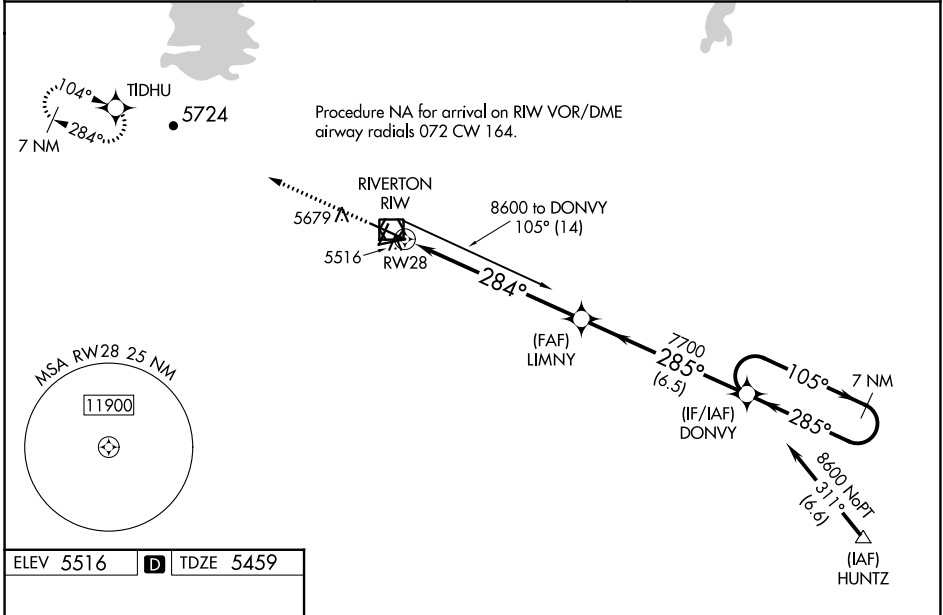 104°
TIDHU
5724
284°
7 NM
Procedure NA for arrival on RIW VOR/DME
airway radials 072 CW 164.
RIVERTON
RIW
5679
8600 to DONVY
105° (14)
5516
RW28
284°
(FAF)
LIMNY
7700
285°
(6.5)
105°
7 NM
285°
(IF/IAF)
DONVY
8600 NoPT
311°
(6.6)
(IAF)
HUNTZ
MSA RW28 25 NM
11900
ELEV 5516 D TDZE 5459